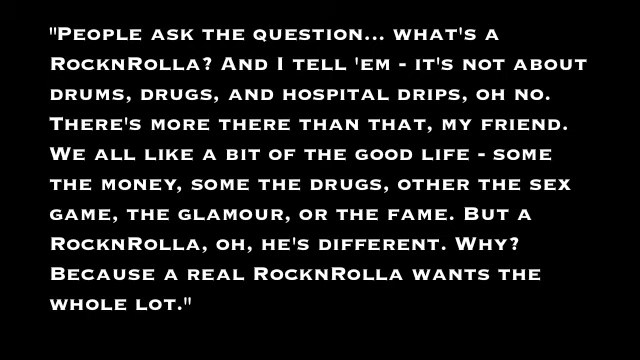 "People ask the question... what's a
RocknRolla? And I tell 'em - it's not about
drums, drugs, and hospital drips, oh no.
There's more there than that, my friend.
We all like a bit of the good life - some
the money, some the drugs, other the sex
game, the glamour, or the fame. But a
RocknRolla, oh, he's different. Why?
Because a real RocknRolla wants the
whole lot."